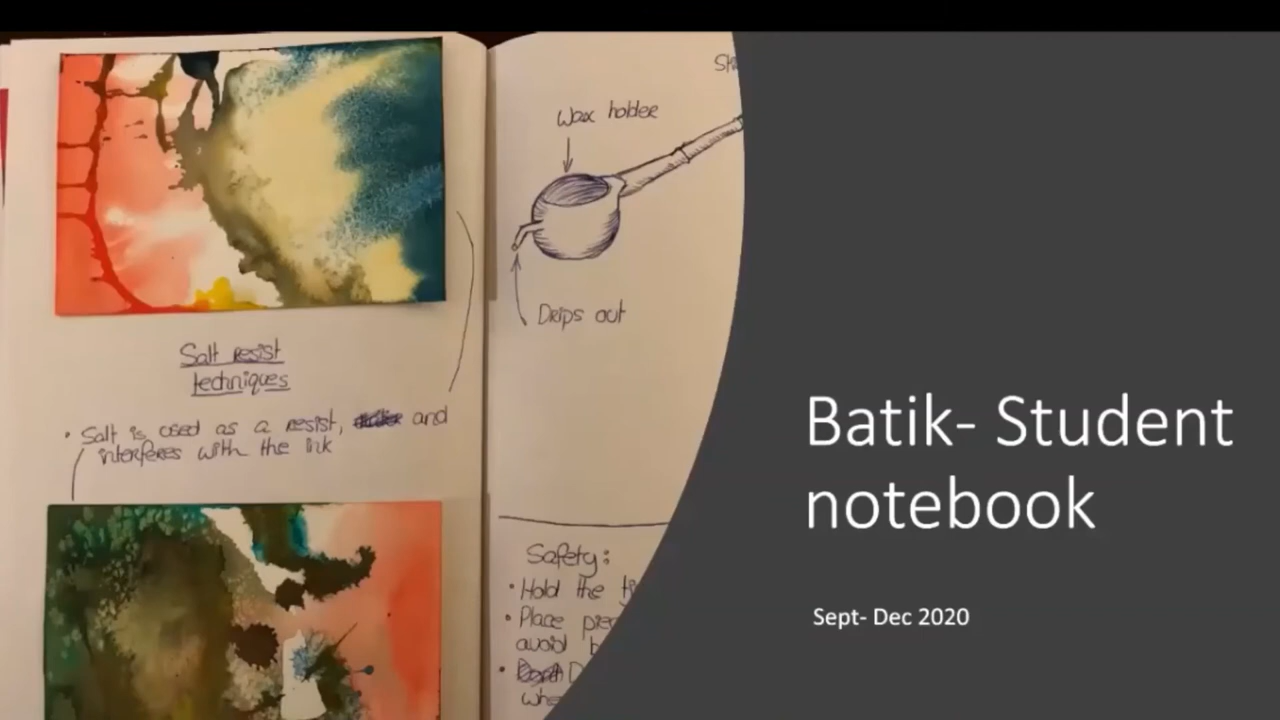 Salt resist
techniques
• Salt is used as a resist, and
interferes with the ink
Wax holder
Drips out
Safety:
• Hold the
• Place
avoid
•
Batik- Student
notebook
Sept- Dec 2020